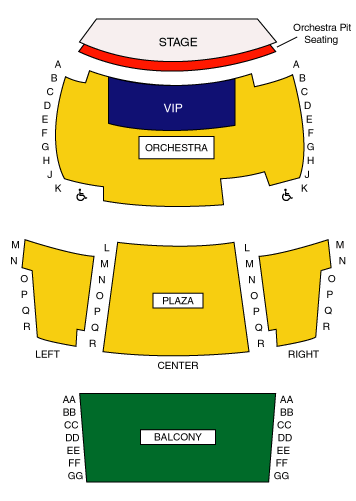 Orchestra Pit
Seating
STAGE
A A
B B
C C
D D
VIP
E E
F F
ORCHESTRA
G G
H H
J J
K K
M L L M
N M M N
O N N O
P O O P
PLAZA
Q P P Q
R Q Q R
R R
LEFT RIGHT
CENTER
AA AA
BB BB
CC CC
DD DD
BALCONY
EE EE
FF FF
GG GG